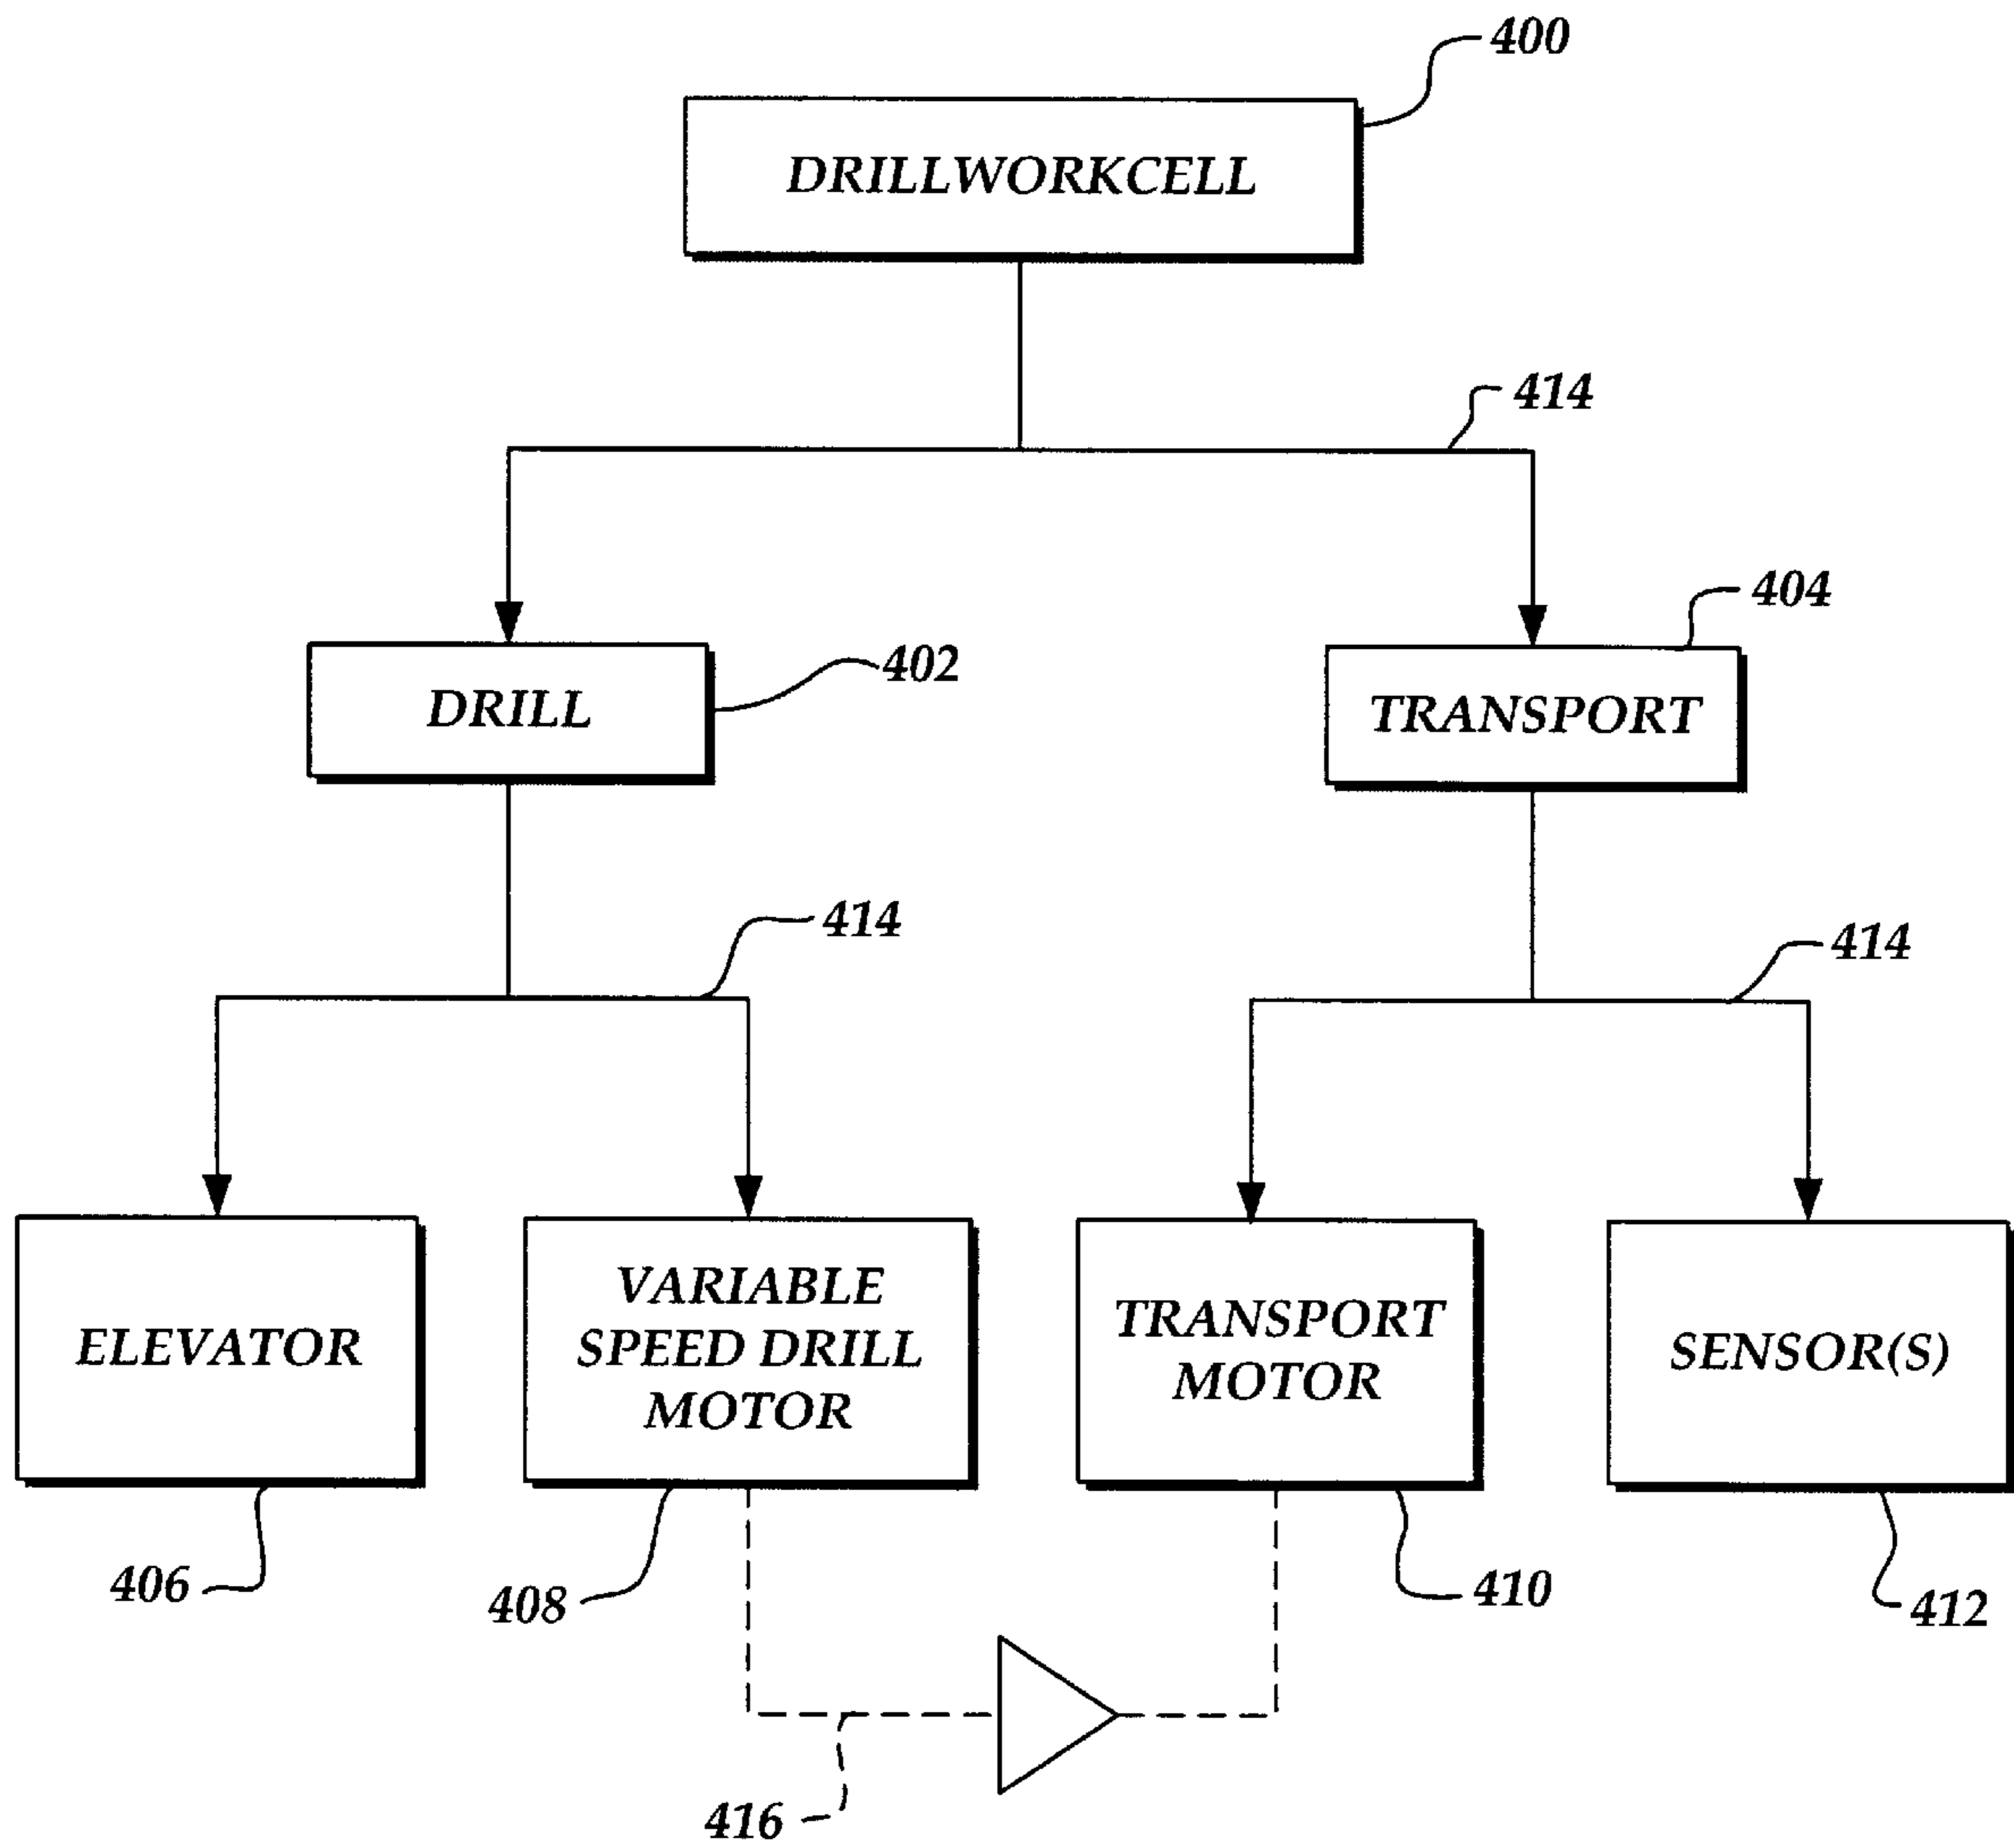 400
DRILLWORKCELL
414
404
402
DRILL
TRANSPORT
414
414
ELEVATOR
VARIABLE
SPEED DRILL
MOTOR
TRANSPORT
MOTOR
SENSOR(S)
406
408
410
412
416